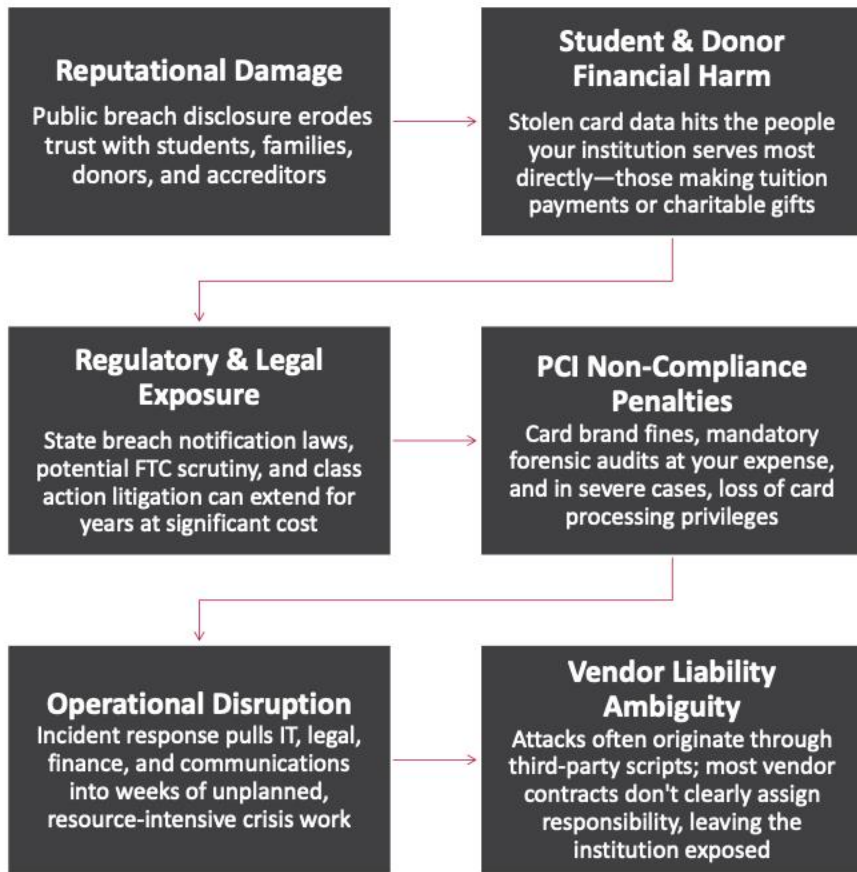 Reputational Damage
Public breach disclosure erodes
trust with students, families,
donors, and accreditors
Student & Donor
Financial Harm
Stolen card data hits the people
your institution serves most
directly—those making tuition
payments or charitable gifts
Regulatory & Legal
Exposure
State breach notification laws,
potential FTC scrutiny, and class
action litigation can extend for
years at significant cost
PCI Non-Compliance
Penalties
Card brand fines, mandatory
forensic audits at your expense,
and in severe cases, loss of card
processing privileges
Operational Disruption
Incident response pulls IT, legal,
finance, and communications
into weeks of unplanned,
resource-intensive crisis work
Vendor Liability
Ambiguity
Attacks often originate through
third-party scripts; most vendor
contracts don't clearly assign
responsibility, leaving the
institution exposed